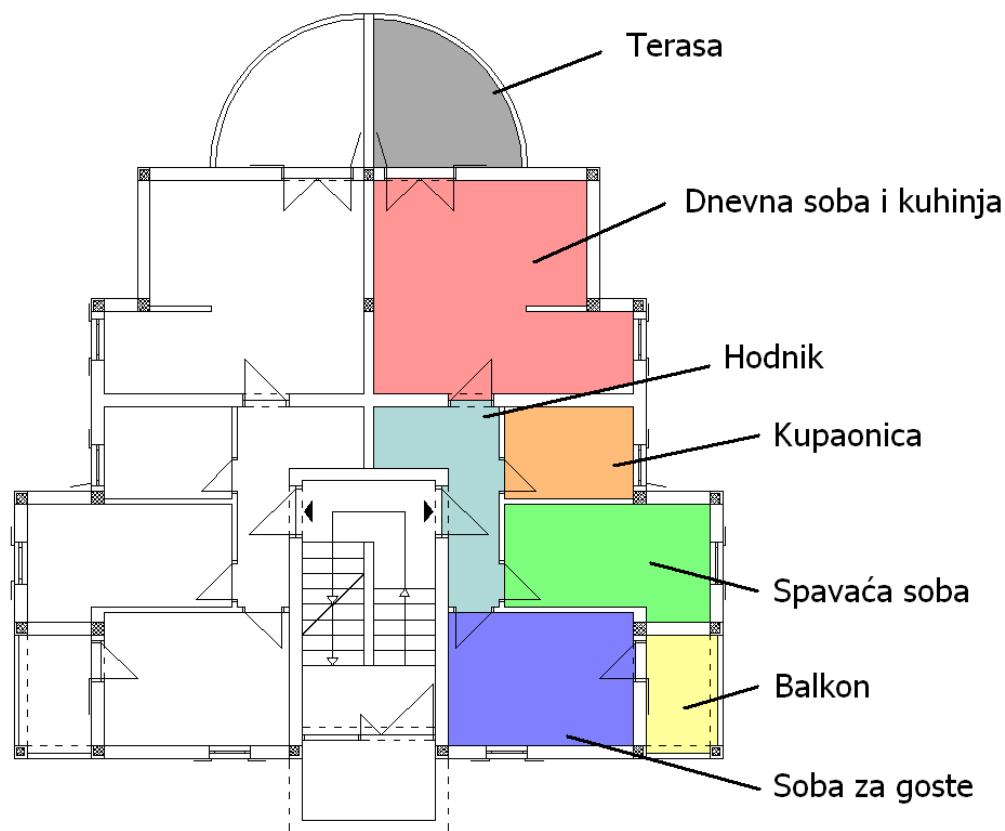 Terasa
Dnevna soba i kuhinja
Hodnik
Kupaonica
Spavaća soba
Balkon
Soba za goste